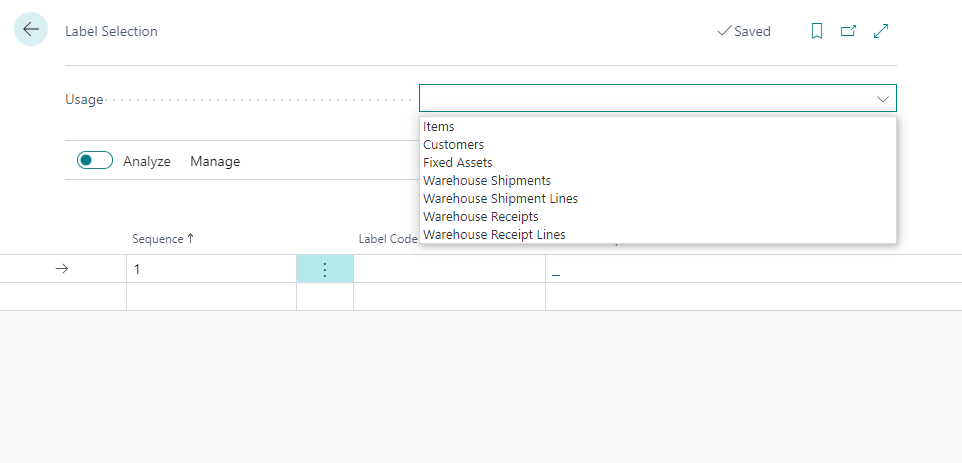 Label Selection
Saved
Usage
Items
Customers
Fixed Assets
Warehouse Shipments
Warehouse Shipment Lines
Warehouse Receipts
Warehouse Receipt Lines
Analyze Manage
Sequence ↑ Label Code
1 _